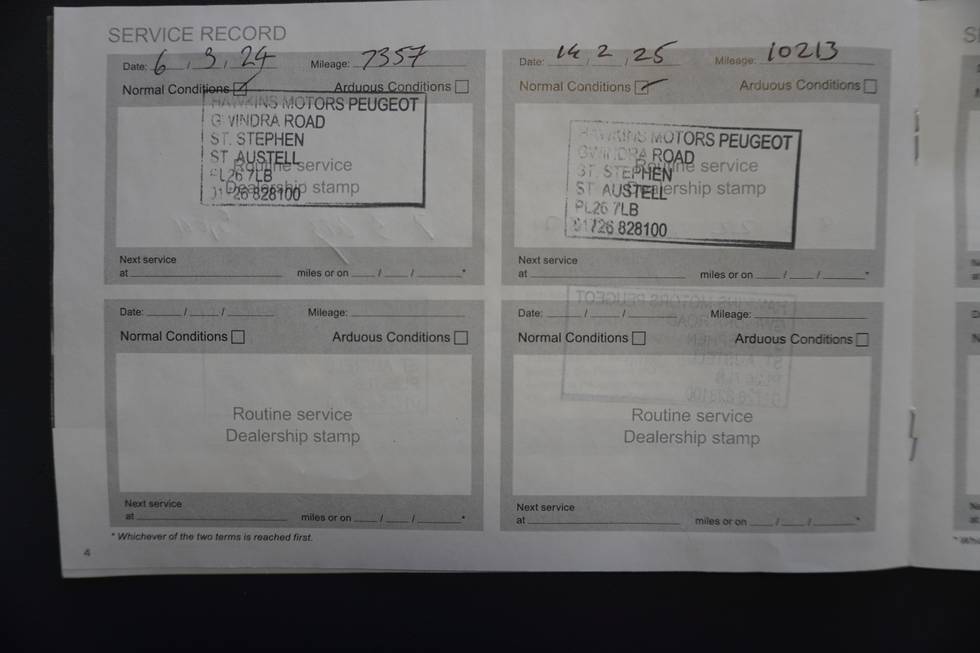 SERVICE RECORD
Date: 6, 3, 24 Mileage: 7357
Normal Conditions Arduous Conditions
HAWKINS MOTORS PEUGEOT
GWINDRA ROAD
ST. STEPHEN
ST AUSTELL
PL26 7LB
01726 828100
Routine service
Dealership stamp
Next service
at miles or on / / *
Date: 2, 25 Mileage: 10213
Normal Conditions Arduous Conditions
HAWKINS MOTORS PEUGEOT
GWINDRA ROAD
ST. STEPHEN
ST AUSTELL
PL26 7LB
01726 828100
Routine service
Dealership stamp
Next service
at miles or on / / *
Date: / / Mileage:
Normal Conditions Arduous Conditions
Routine service
Dealership stamp
Next service
at miles or on / / *
Date: / / Mileage:
Normal Conditions Arduous Conditions
Routine service
Dealership stamp
Next service
at miles or on / / *
* Whichever of the two terms is reached first.
4